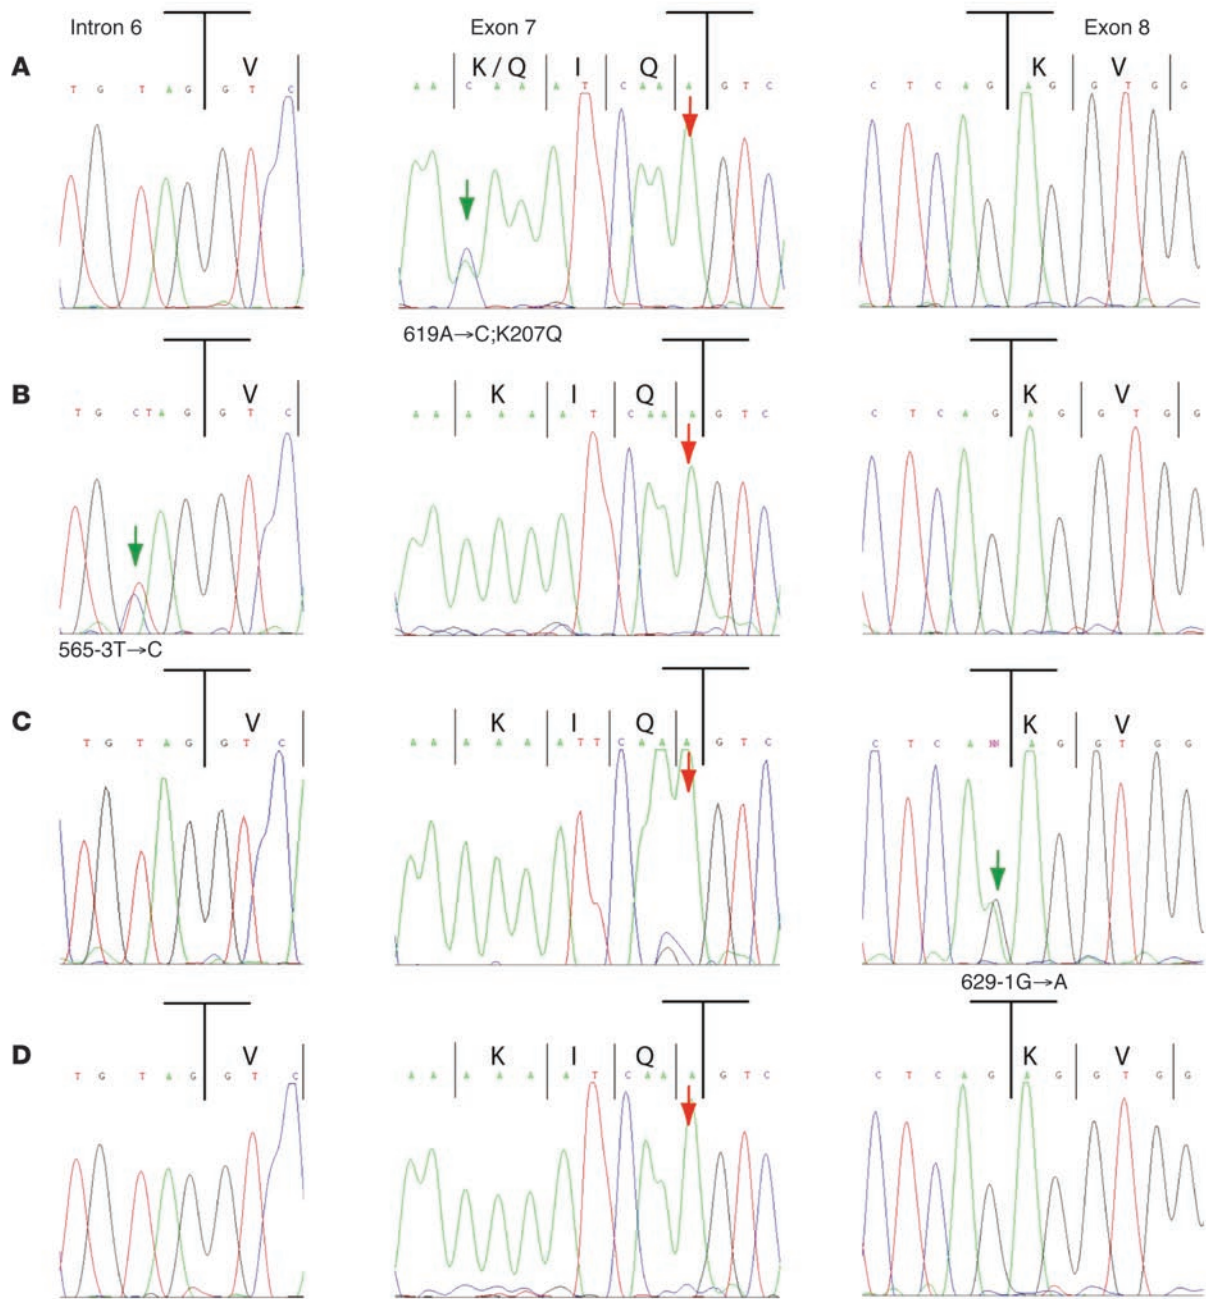 Intron 6 Exon 7 Exon 8
A V K / Q I Q K V
T G T A G G T C A A C A A A T C A A A G T C C T C A G A G G T G G
619A→C;K207Q
B V K I Q K V
T G C T A G G T C A A A A A A T C A A A G T C C T C A G A G G T G G
565-3T→C
C V K I Q K V
T G T A G G T C A A A A A A T T C A A A G T C C T C A N A G G T G G
629-1G→A
D V K I Q K V
T G T A G G T C A A A A A A T C A A A G T C C T C A G A G G T G G